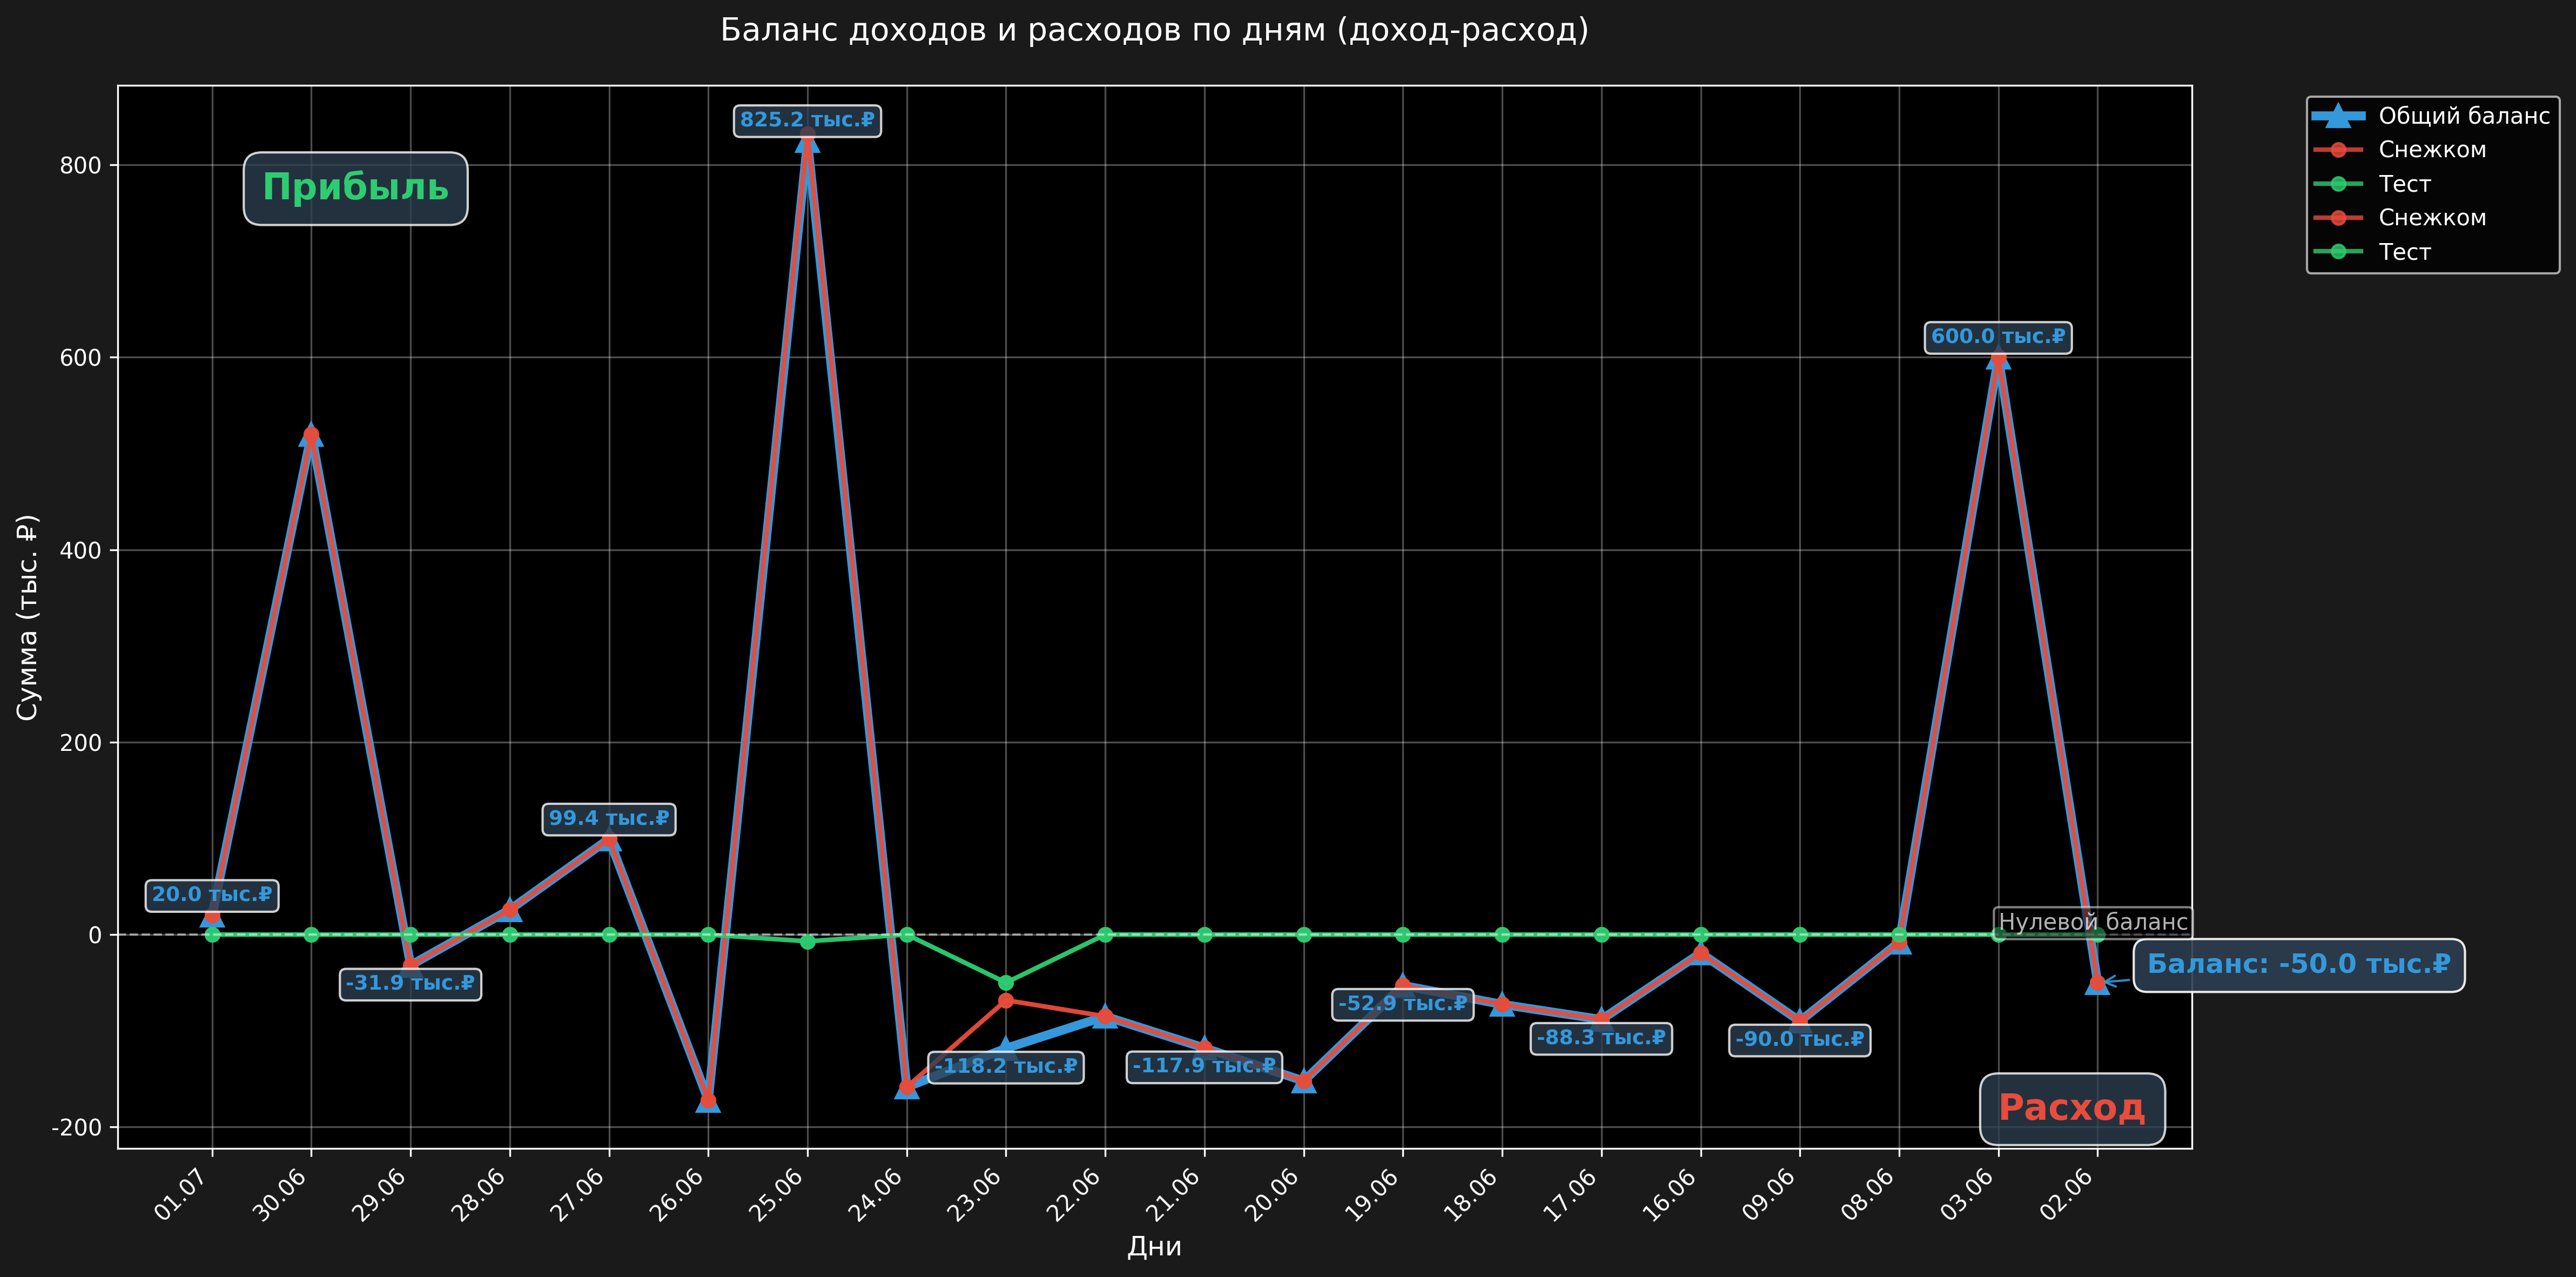 Баланс доходов и расходов по дням (доход-расход)
Общий баланс
Снежком
Тест
Снежком
Тест
Прибыль
825.2 тыс.₽
600.0 тыс.₽
99.4 тыс.₽
20.0 тыс.₽
Нулевой баланс
Баланс: -50.0 тыс.₽
-31.9 тыс.₽
-118.2 тыс.₽
-117.9 тыс.₽
-52.9 тыс.₽
-88.3 тыс.₽
-90.0 тыс.₽
Расход
Сумма (тыс. ₽)
800
600
400
200
0
-200
01.07
30.06
29.06
28.06
27.06
26.06
25.06
24.06
23.06
22.06
21.06
20.06
19.06
18.06
17.06
16.06
09.06
08.06
03.06
02.06
Дни